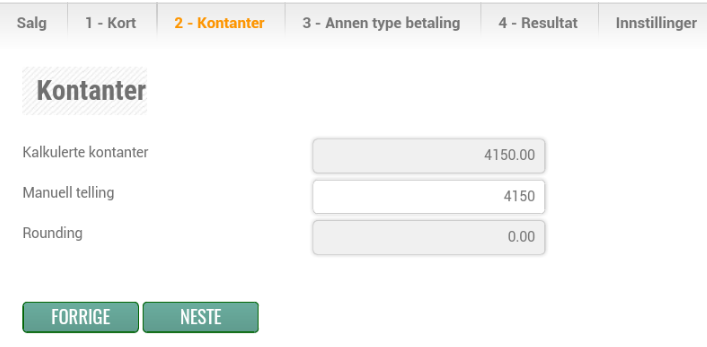 Salg 1 - Kort 2 - Kontanter 3 - Annen type betaling 4 - Resultat Innstillinger
Kontanter
Kalkulerte kontanter 4150.00
Manuell telling 4150
Rounding 0.00
FORRIGE NESTE